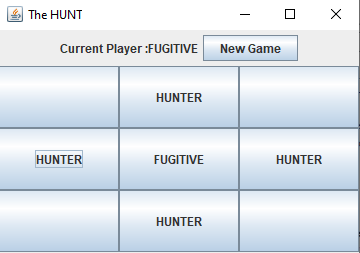 The HUNT
Current Player :FUGITIVE New Game
HUNTER
HUNTER FUGITIVE HUNTER
HUNTER